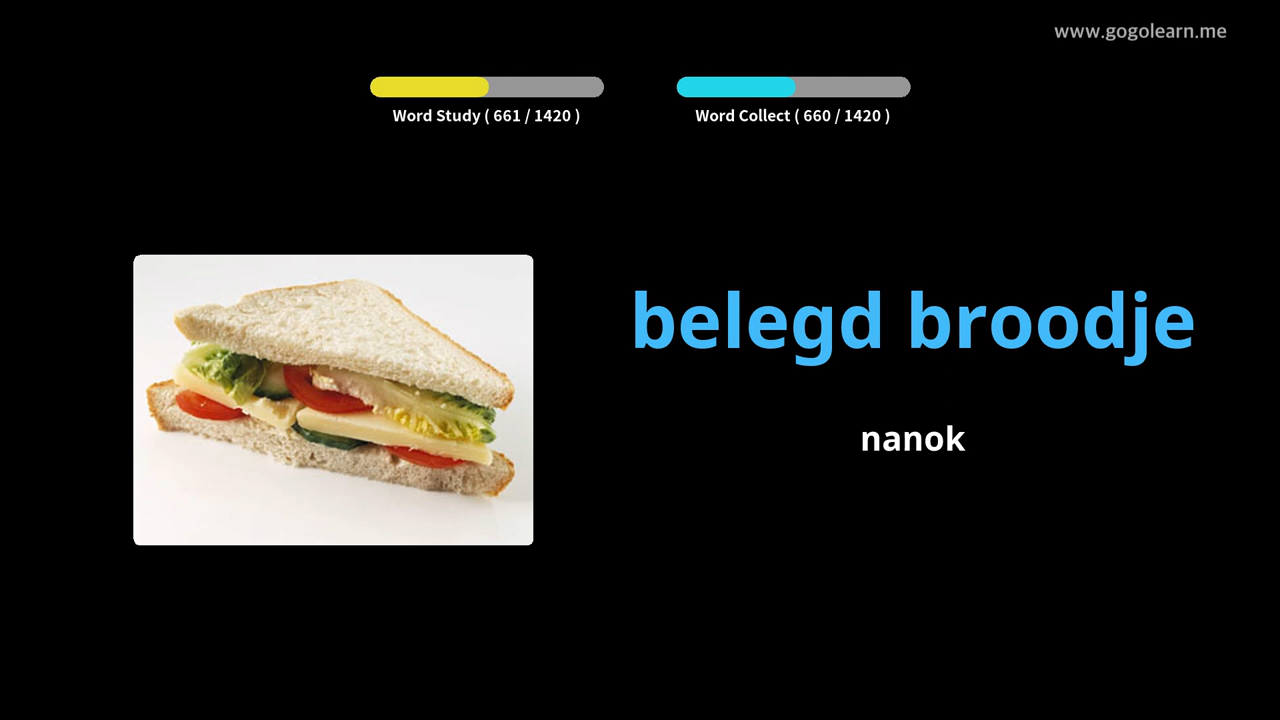 www.gogolearn.me
Word Study ( 661 / 1420 )
Word Collect ( 660 / 1420 )
belegd broodje
nanok